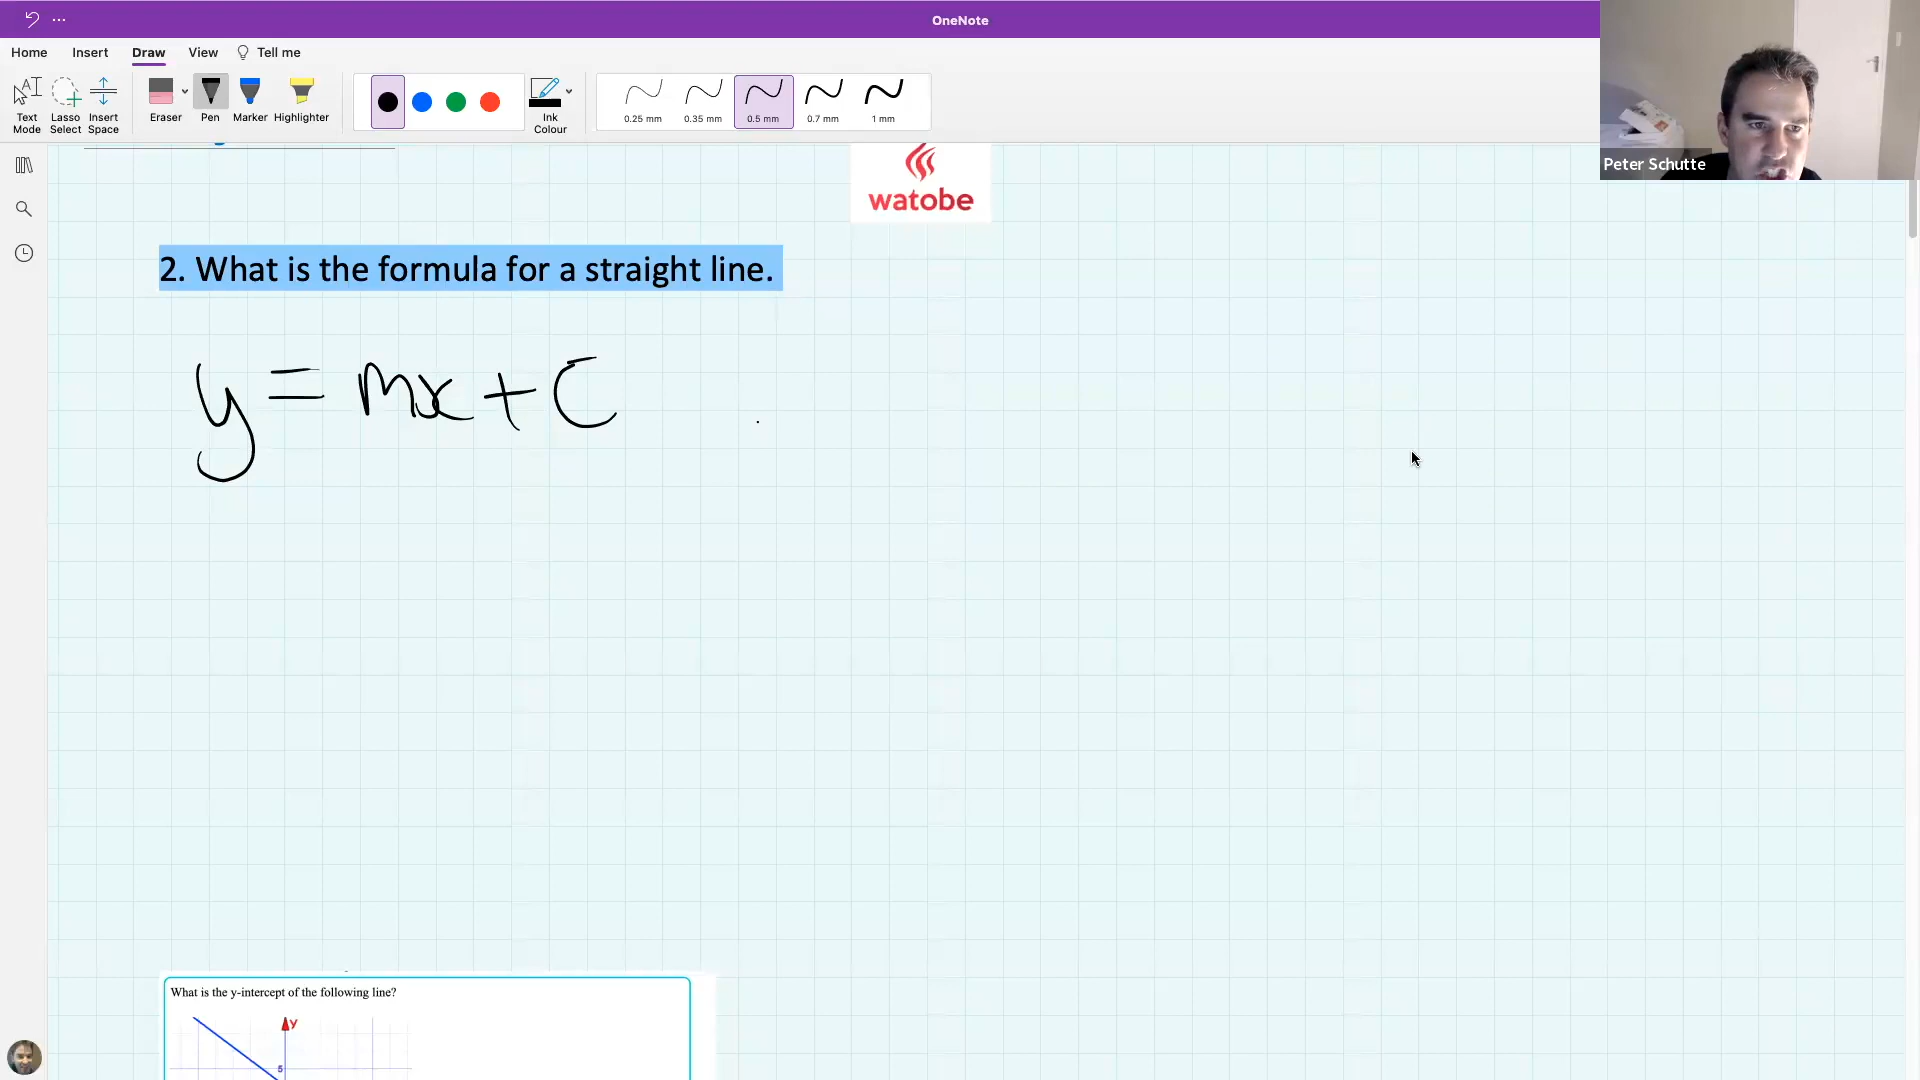 OneNote
Home Insert Draw View Tell me
Text Mode
Lasso Select
Insert Space
Eraser
Pen
Marker
Highlighter
Ink Colour
0.25 mm
0.35 mm
0.5 mm
0.7 mm
1 mm
Peter Schutte
watobe
2. What is the formula for a straight line.
y = mx + c
What is the y-intercept of the following line?
y
5